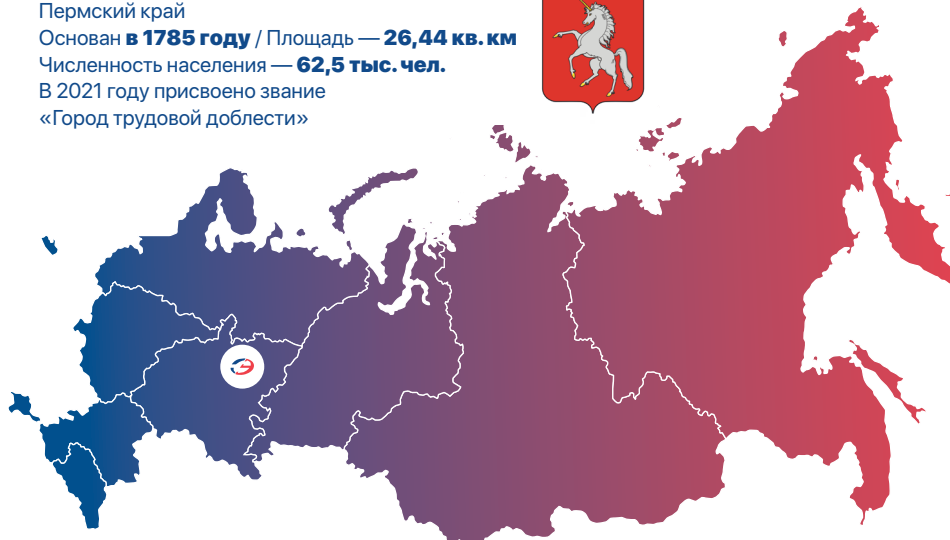 Пермский край
Основан в 1785 году / Площадь — 26,44 кв. км
Численность населения — 62,5 тыс. чел.
В 2021 году присвоено звание
«Город трудовой доблести»